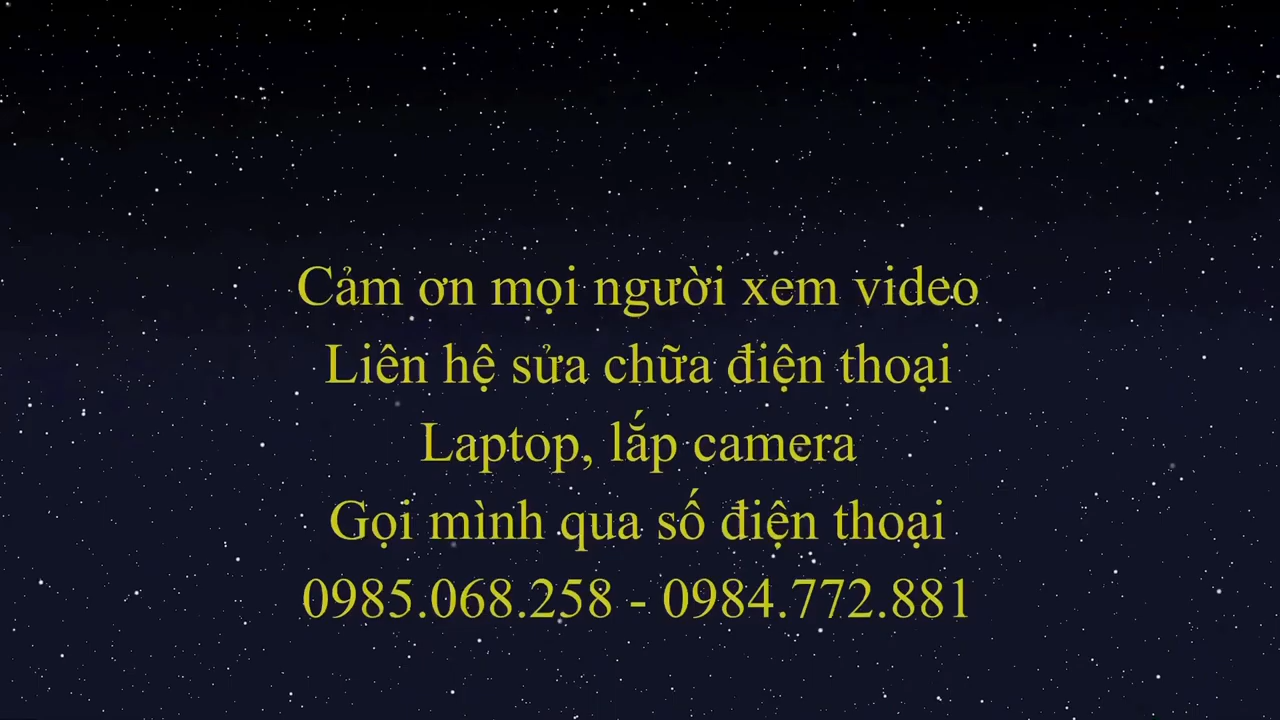 Cảm ơn mọi người xem video
Liên hệ sửa chữa điện thoại
Laptop, lắp camera
Gọi mình qua số điện thoại
0985.068.258 - 0984.772.881